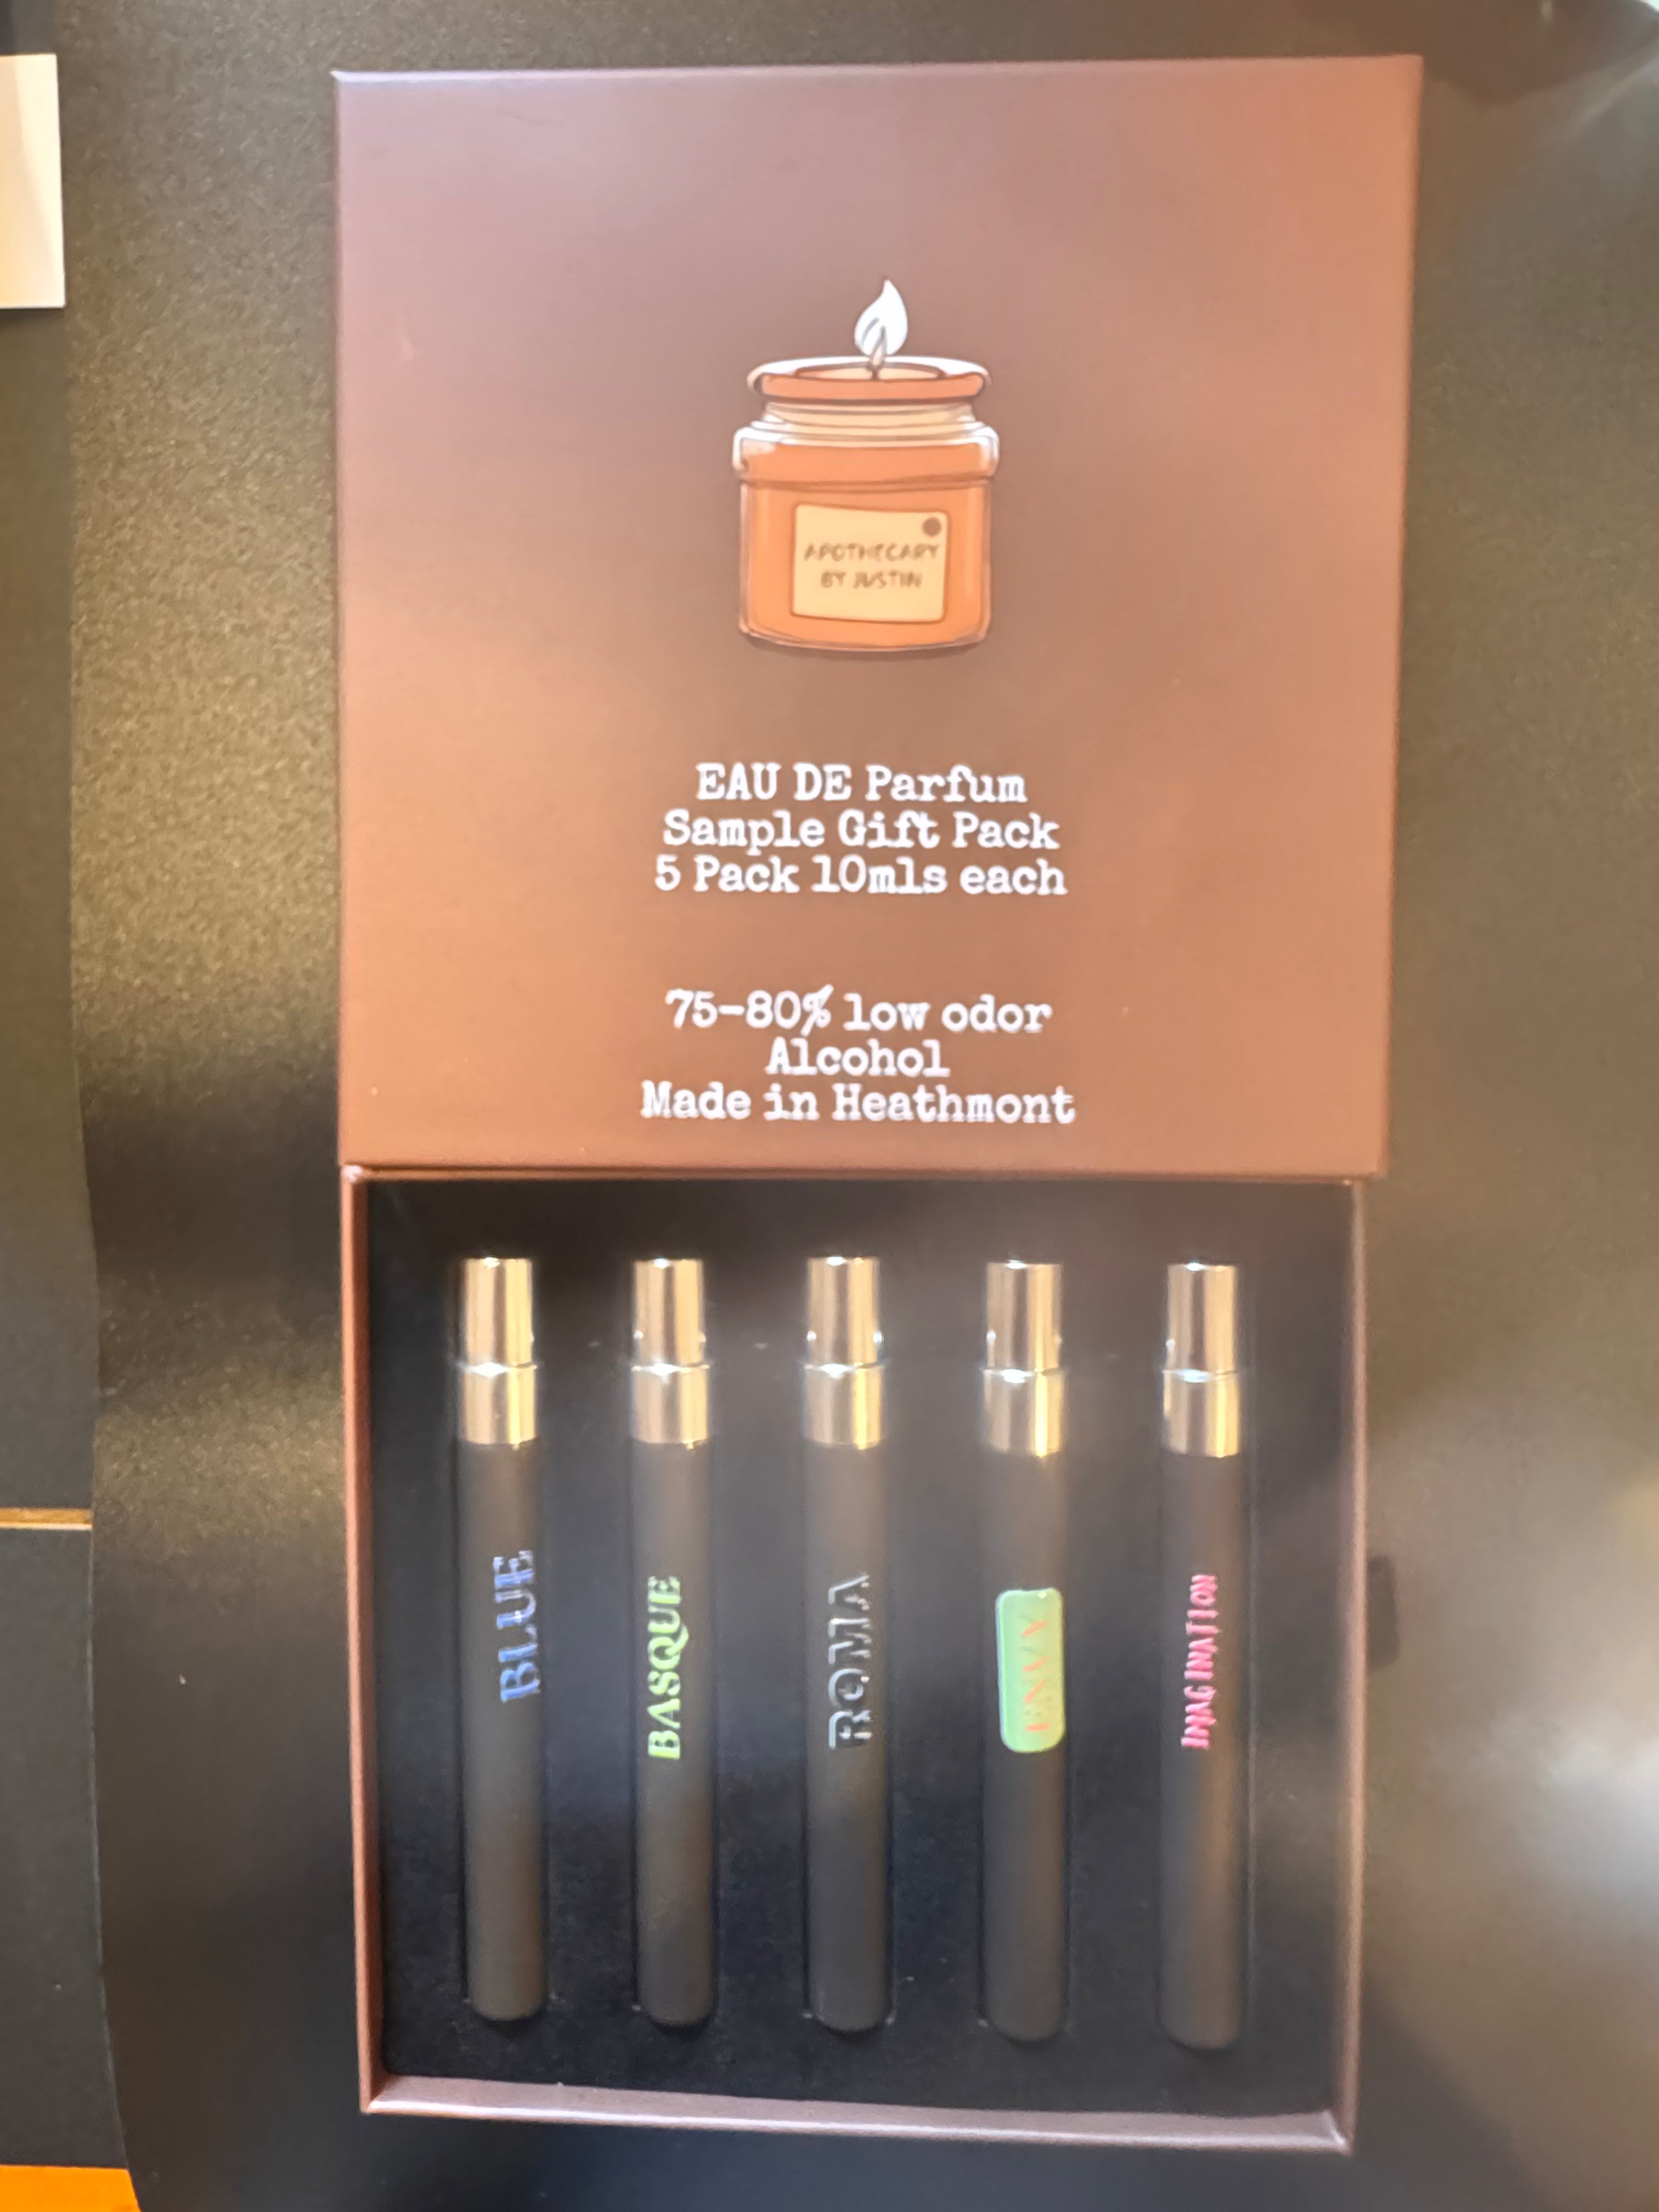 APOTHECARY
BY JUSTIN
EAU DE Parfum
Sample Gift Pack
5 Pack 10mls each
75-80% low odor
Alcohol
Made in Heathmont
BLUE
BASQUE
ROMA
ENVY
IMAGINATION